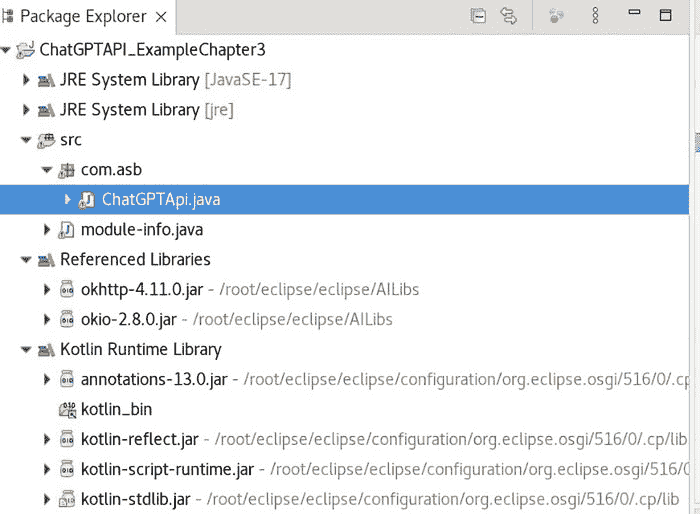 Package Explorer
ChatGPTAPI_ExampleChapter3
JRE System Library [JavaSE-17]
JRE System Library [jre]
src
com.asb
ChatGPTApi.java
module-info.java
Referenced Libraries
okhttp-4.11.0.jar - /root/eclipse/eclipse/AILibs
okio-2.8.0.jar - /root/eclipse/eclipse/AILibs
Kotlin Runtime Library
annotations-13.0.jar - /root/eclipse/eclipse/configuration/org.eclipse.osgi/516/0/.cp
kotlin_bin
kotlin-reflect.jar - /root/eclipse/eclipse/configuration/org.eclipse.osgi/516/0/.cp/lib
kotlin-script-runtime.jar - /root/eclipse/eclipse/configuration/org.eclipse.osgi/516/0
kotlin-stdlib.jar - /root/eclipse/eclipse/configuration/org.eclipse.osgi/516/0/.cp/lib